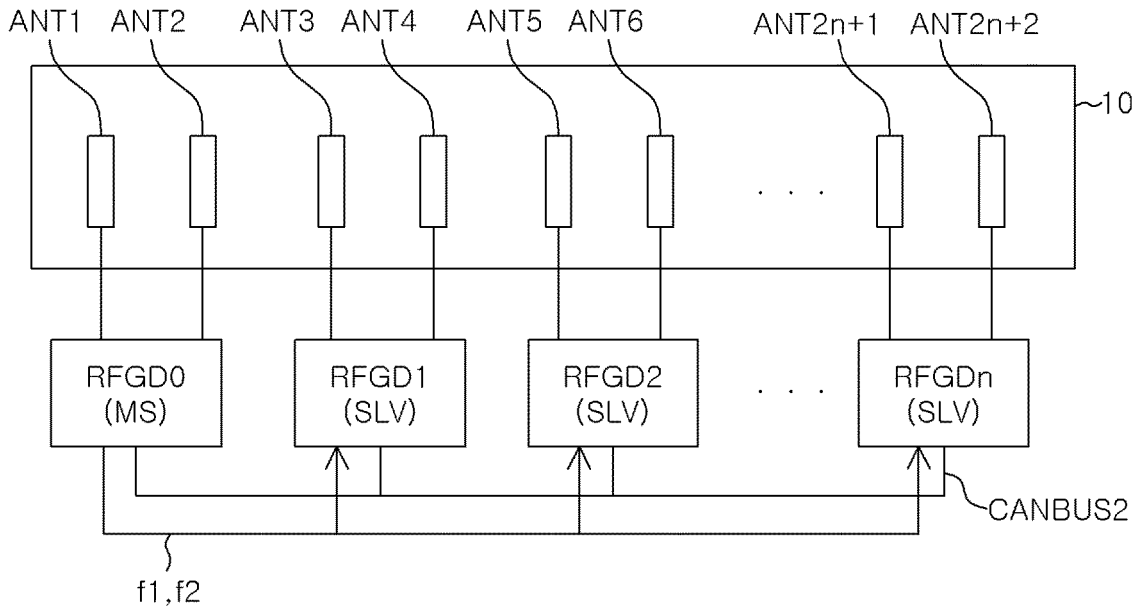 ANT1 ANT2 ANT3 ANT4 ANT5 ANT6 ANT2n+1 ANT2n+2
10
. . .
RFGD0 RFGD1 RFGD2 . . . RFGDn
(MS) (SLV) (SLV) (SLV)
CANBUS2
f1,f2